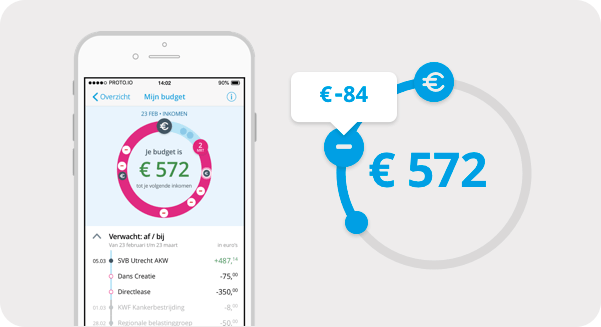 PROTO.IO 14:02 90%
Overzicht Mijn budget
23 FEB • INKOMEN
€
2
Je budget is
€ 572
tot je volgende inkomen
€ €
Verwacht: af / bij
Van 23 februari t/m 23 maart in euro's
05.03 SVB Utrecht AKW +487,14
Dans Creatie -75,00
Directlease -350,00
01.03 KWF Kankerbestrijding -8,00
28.02 Regionale belastinggroep -50,00
€
€-84
€ 572